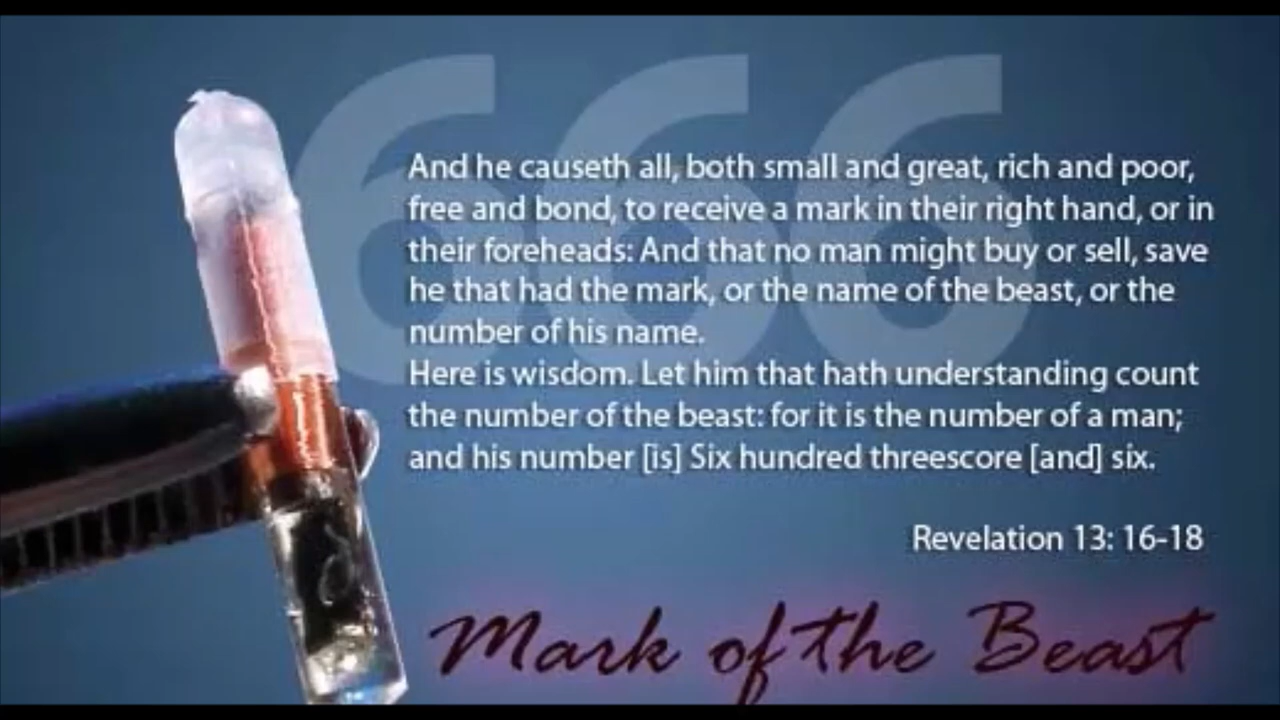 666
And he causeth all, both small and great, rich and poor,
free and bond, to receive a mark in their right hand, or in
their foreheads: And that no man might buy or sell, save
he that had the mark, or the name of the beast, or the
number of his name.
Here is wisdom. Let him that hath understanding count
the number of the beast: for it is the number of a man;
and his number [is] Six hundred threescore [and] six.
Revelation 13: 16-18
Mark of the Beast